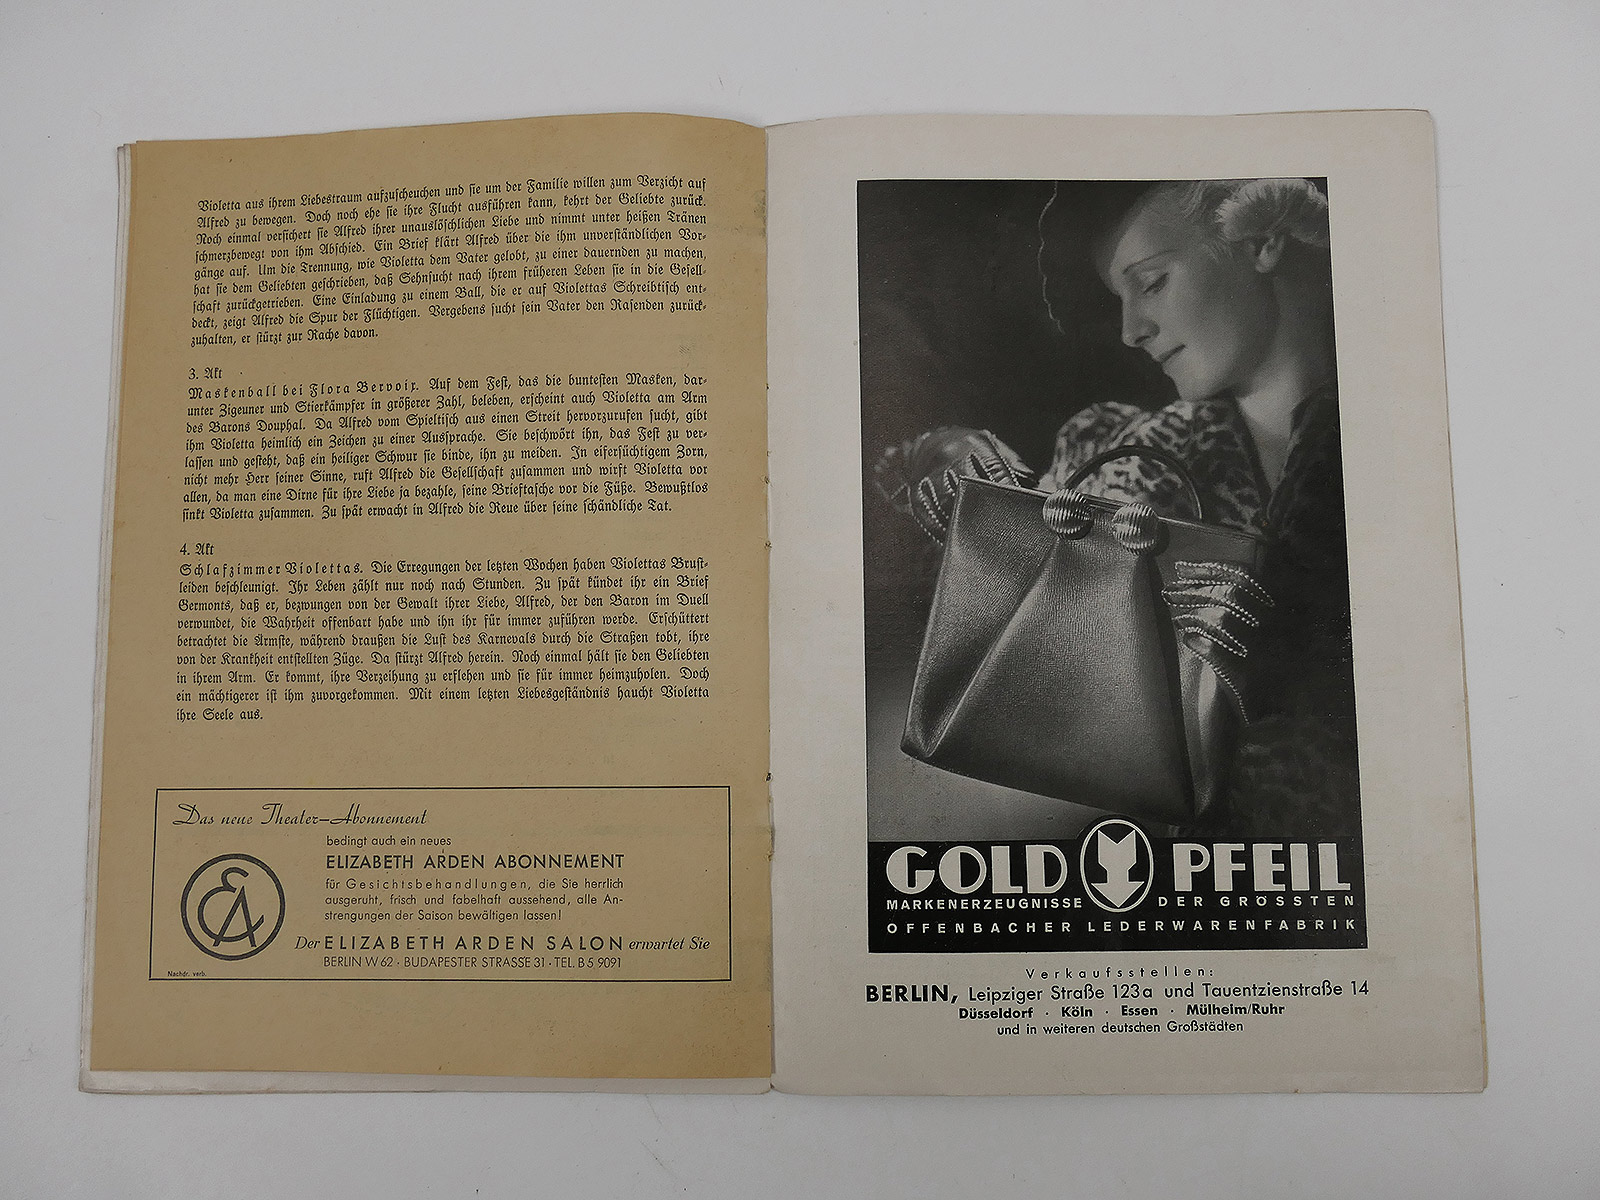 Violetta aus ihrem Liebestraum aufzuscheuchen und sie um der Familie willen zum Verzicht auf
Alfred zu bewegen. Doch noch ehe sie ihre Flucht ausführen kann, kehrt der Geliebte zurück.
Noch einmal versichert sie Alfred ihrer unauslöschlichen Liebe und nimmt unter heißen Tränen
schmerzbewegt von ihm Abschied. Ein Brief klärt Alfred über die ihm unverständlichen Vor-
gänge auf. Um die Trennung, wie Violetta dem Vater gelobt, zu einer dauernden zu machen,
hat sie dem Geliebten geschrieben, daß Sehnsucht nach ihrem früheren Leben sie in die Gesell-
schaft zurückgetrieben. Eine Einladung zu einem Ball, die er auf Violettas Schreibtisch ent-
deckt, zeigt Alfred die Spur der Flüchtigen. Vergebens sucht sein Vater den Rasenden zurück-
zuhalten, er stürzt zur Rache davon.
3. Akt
Maskenball bei Flora Bervoix. Auf dem Fest, das die buntesten Masken, dar-
unter Zigeuner und Stierkämpfer in größerer Zahl, beleben, erscheint auch Violetta am Arm
des Barons Douphal. Da Alfred vom Spieltisch aus einen Streit hervorzurufen sucht, gibt
ihm Violetta heimlich ein Zeichen zu einer Aussprache. Sie beschwört ihn, das Fest zu ver-
lassen und gesteht, daß ein heiliger Schwur sie binde, ihn zu meiden. In eifersüchtigem Zorn,
nicht mehr Herr seiner Sinne, ruft Alfred die Gesellschaft zusammen und wirft Violetta vor
allen, da man eine Dirne für ihre Liebe ja bezahle, seine Brieftasche vor die Füße. Bewußtlos
sinkt Violetta zusammen. Zu spät erwacht in Alfred die Reue über seine schändliche Tat.
4. Akt
Schlafzimmer Violettas. Die Erregungen der letzten Wochen haben Violettas Brust-
leiden beschleunigt. Ihr Leben zählt nur noch nach Stunden. Zu spät kündet ihr ein Brief
Germonts, daß er, bezwungen von der Gewalt ihrer Liebe, Alfred, der den Baron im Duell
verwundet, die Wahrheit offenbart habe und ihn ihr für immer zuführen werde. Erschüttert
betrachtet die Armste, während draußen die Lust des Karnevals durch die Straßen tobt, ihre
von der Krankheit entstellten Züge. Da stürzt Alfred herein. Noch einmal hält sie den Geliebten
in ihrem Arm. Er kommt, ihre Verzeihung zu erflehen und sie für immer heimzuholen. Doch
ein mächtigerer ist ihm zuvorgekommen. Mit einem letzten Liebesgeständnis haucht Violetta
ihre Seele aus.
Das neue Theater-Abonnement
bedingt auch ein neues
ELIZABETH ARDEN ABONNEMENT
für Gesichtsbehandlungen, die Sie herrlich
ausgeruht, frisch und fabelhaft aussehend, alle An-
strengungen der Saison bewältigen lassen!
EA
Der ELIZABETH ARDEN SALON erwartet Sie
BERLIN W 62 · BUDAPESTER STRASSE 31 · TEL. B 5 9091
Nachdr. verb.
GOLD PFEIL
MARKENERZEUGNISSE DER GRÖSSTEN
OFFENBACHER LEDERWARENFABRIK
Verkaufsstellen:
BERLIN, Leipziger Straße 123a und Tauentzienstraße 14
Düsseldorf · Köln · Essen · Mülheim/Ruhr
und in weiteren deutschen Großstädten